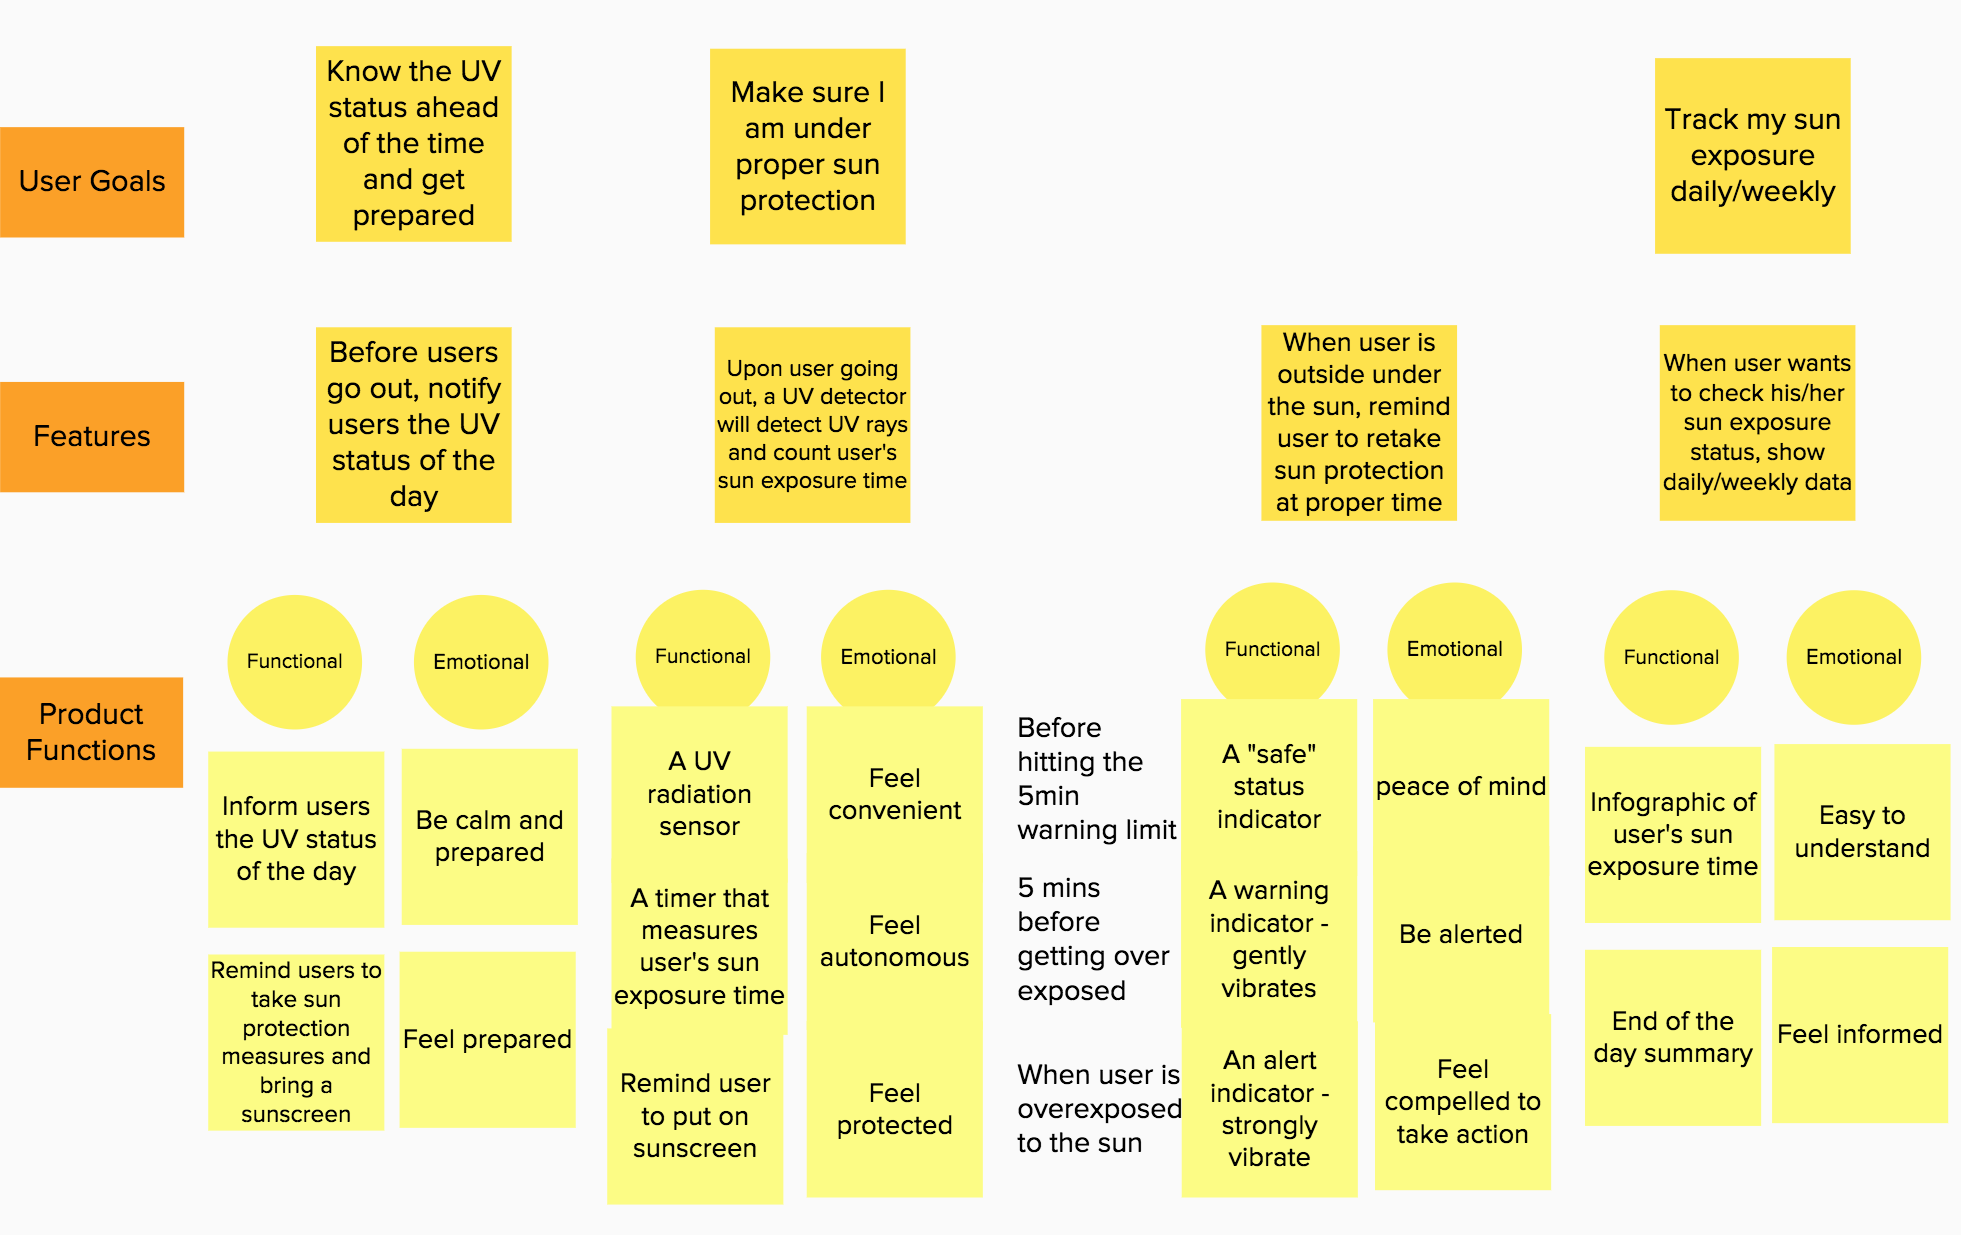 User Goals
Know the UV
status ahead
of the time
and get
prepared
Make sure I
am under
proper sun
protection
Track my sun
exposure
daily/weekly
Features
Before users
go out, notify
users the UV
status of the
day
Upon user going
out, a UV detector
will detect UV rays
and count user's
sun exposure time
When user is
outside under
the sun, remind
user to retake
sun protection
at proper time
When user wants
to check his/her
sun exposure
status, show
daily/weekly data
Product
Functions
Functional
Emotional
Inform users
the UV status
of the day
Be calm and
prepared
Remind users to
take sun
protection
measures and
bring a
sunscreen
Feel prepared
Functional
Emotional
A UV
radiation
sensor
Feel
convenient
A timer that
measures
user's sun
exposure time
Feel
autonomous
Remind user
to put on
sunscreen
Feel
protected
Functional
Emotional
Before
hitting the
5min
warning limit
A "safe"
status
indicator
peace of mind
5 mins
before
getting over
exposed
A warning
indicator -
gently
vibrates
Be alerted
When user is
overexposed
to the sun
An alert
indicator -
strongly
vibrate
Feel
compelled to
take action
Functional
Emotional
Infographic of
user's sun
exposure time
Easy to
understand
End of the
day summary
Feel informed